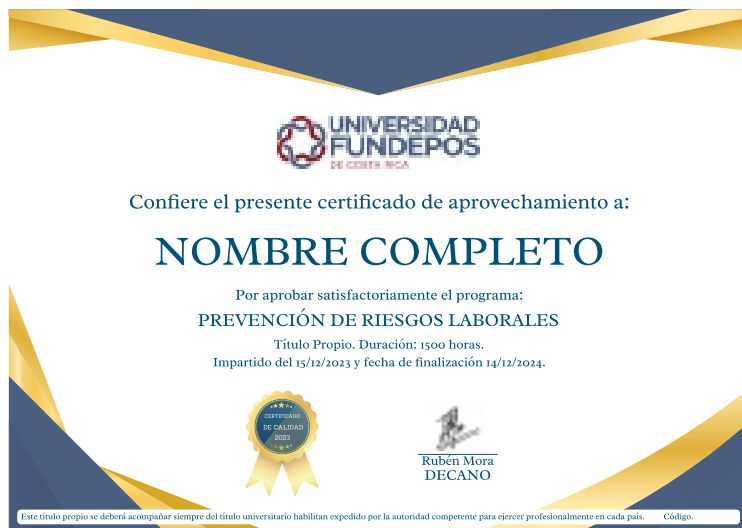 UNIVERSIDAD
FUNDEPOS
DE COSTA RICA
Confiere el presente certificado de aprovechamiento a:
NOMBRE COMPLETO
Por aprobar satisfactoriamente el programa:
PREVENCIÓN DE RIESGOS LABORALES
Título Propio. Duración: 1500 horas.
Impartido del 15/12/2023 y fecha de finalización 14/12/2024.
CERTIFICADO
DE CALIDAD
2023
Rubén Mora
DECANO
Este título propio se deberá acompañar siempre del título universitario habilitan expedido por la autoridad competente para ejercer profesionalmente en cada país. Código.